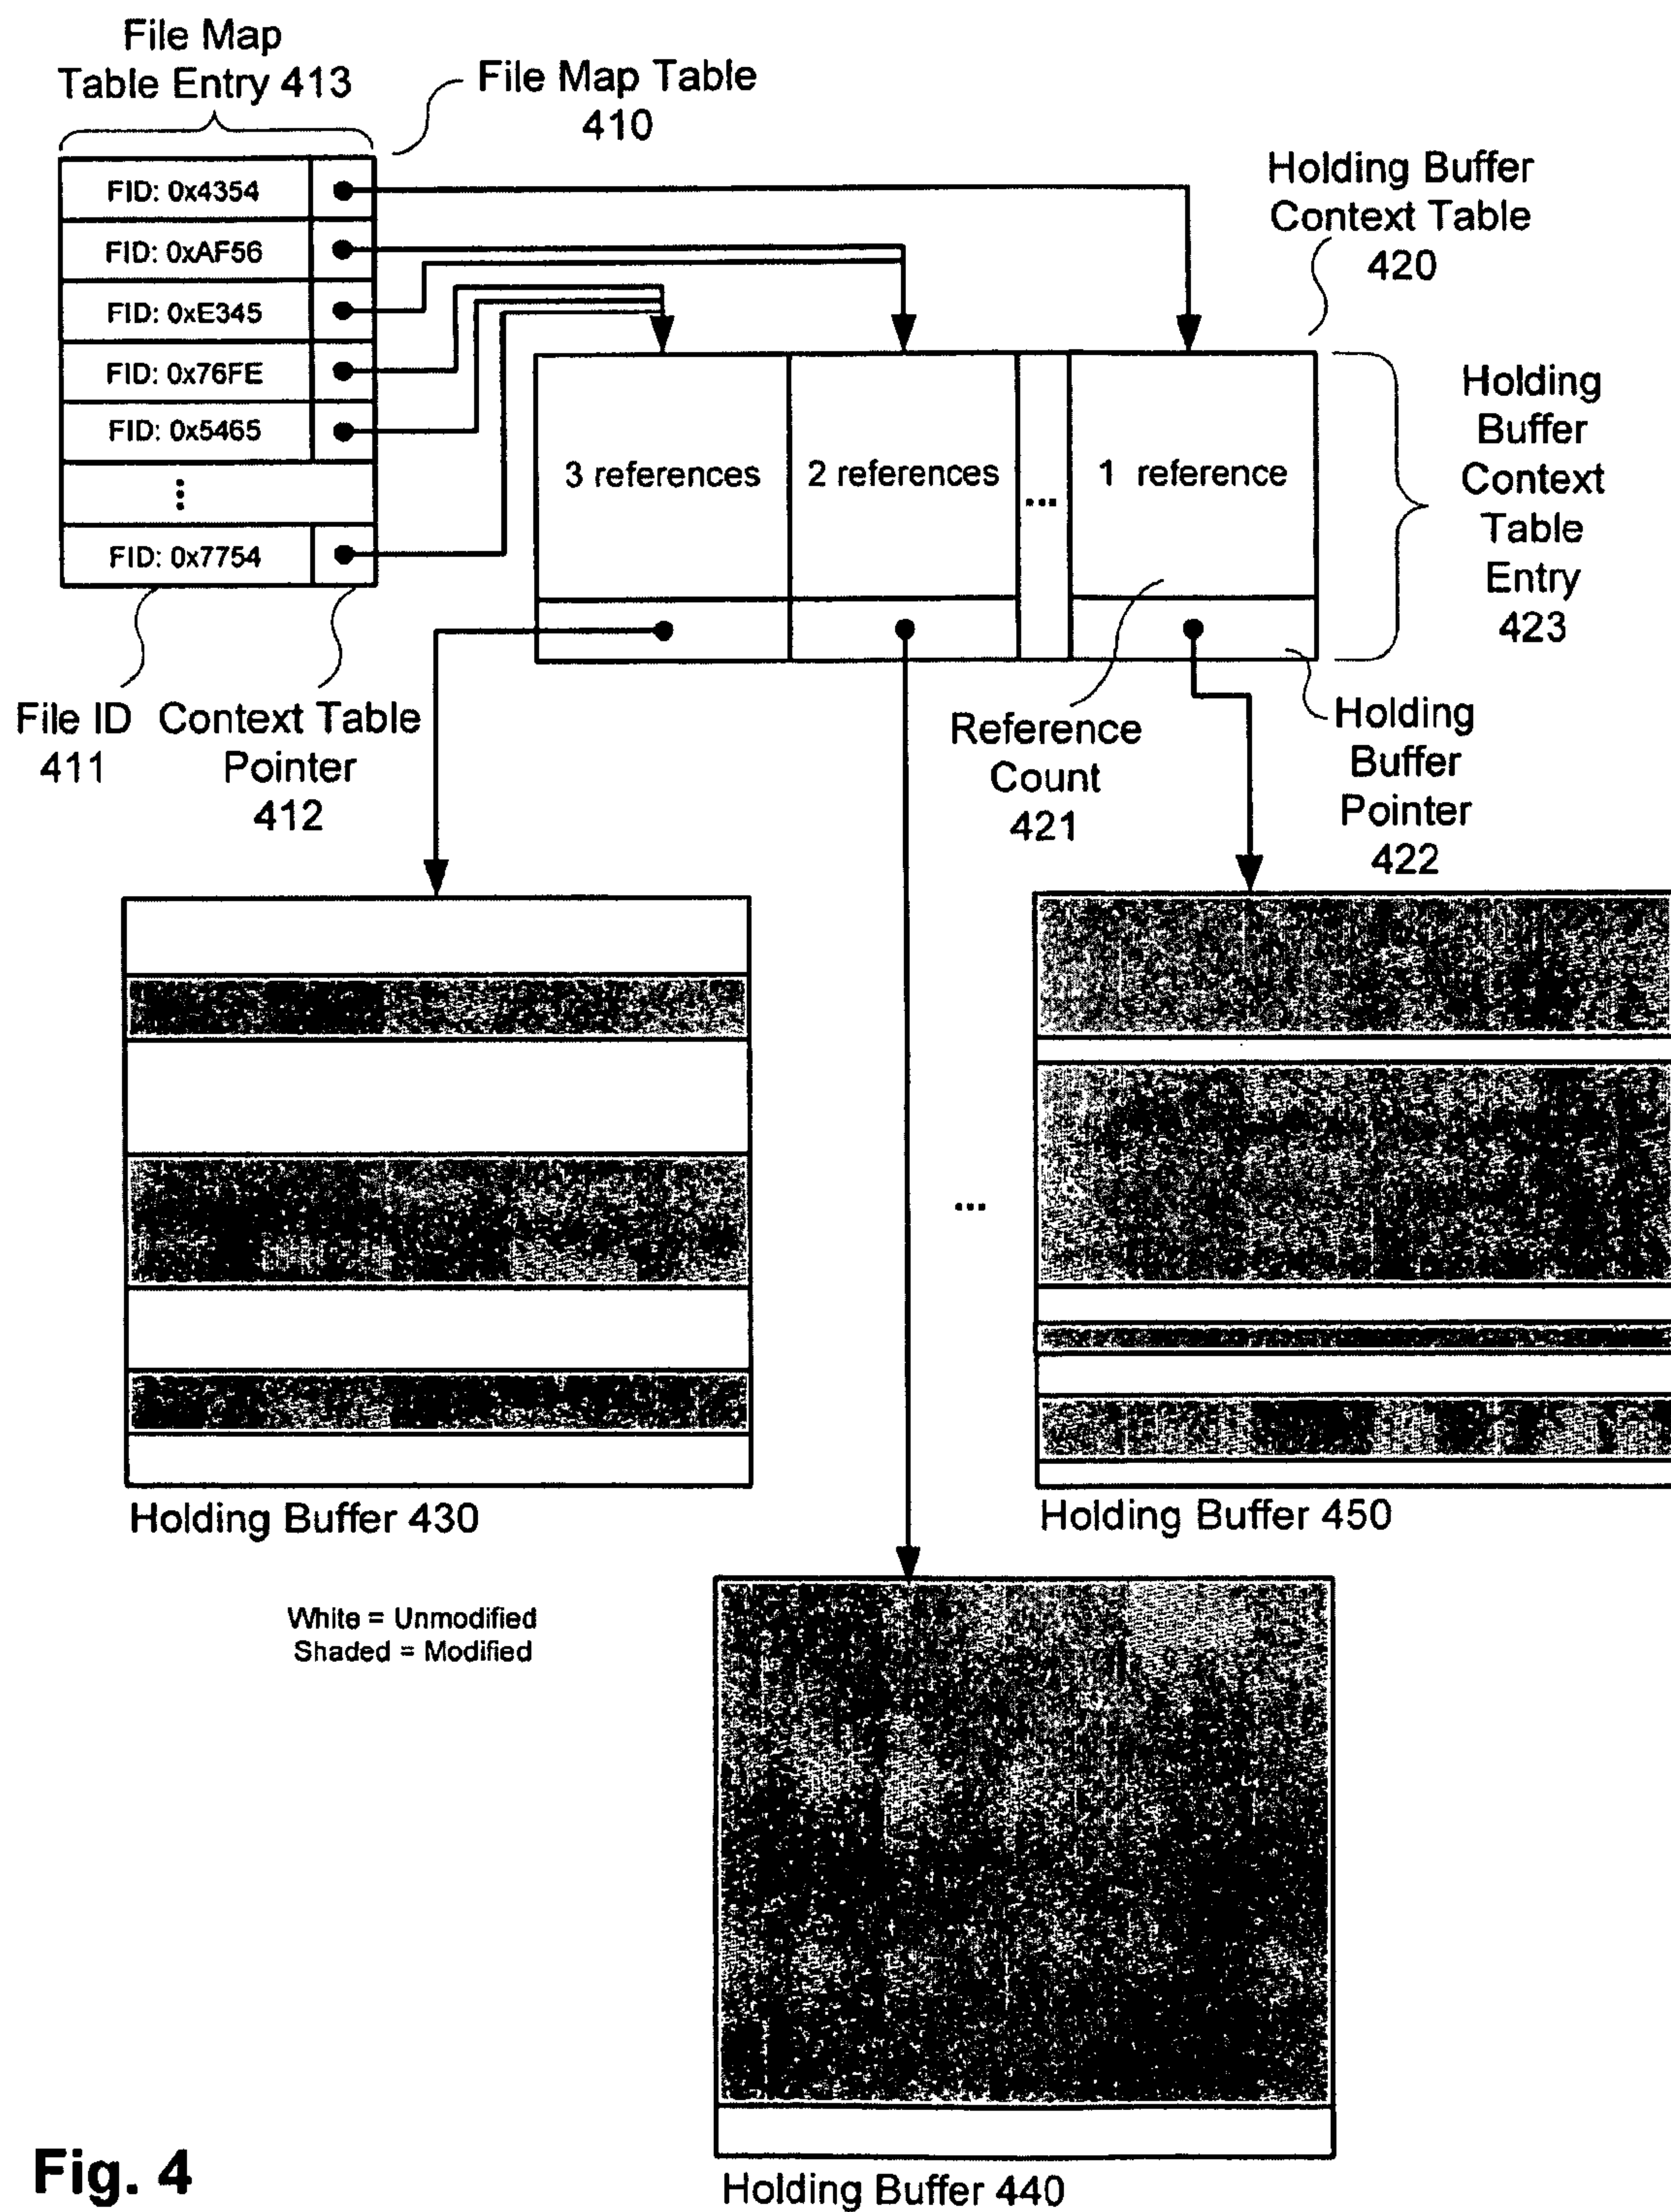 File Map
Table Entry 413
File Map Table
410
FID: 0x4354
FID: 0xAF56
FID: 0xE345
FID: 0x76FE
FID: 0x5465
...
FID: 0x7754
File ID
411
Context Table
Pointer
412
Holding Buffer
Context Table
420
3 references
2 references
...
1 reference
Holding
Buffer
Context
Table
Entry
423
Reference
Count
421
Holding
Buffer
Pointer
422
...
Holding Buffer 430
Holding Buffer 450
White = Unmodified
Shaded = Modified
Holding Buffer 440
Fig. 4